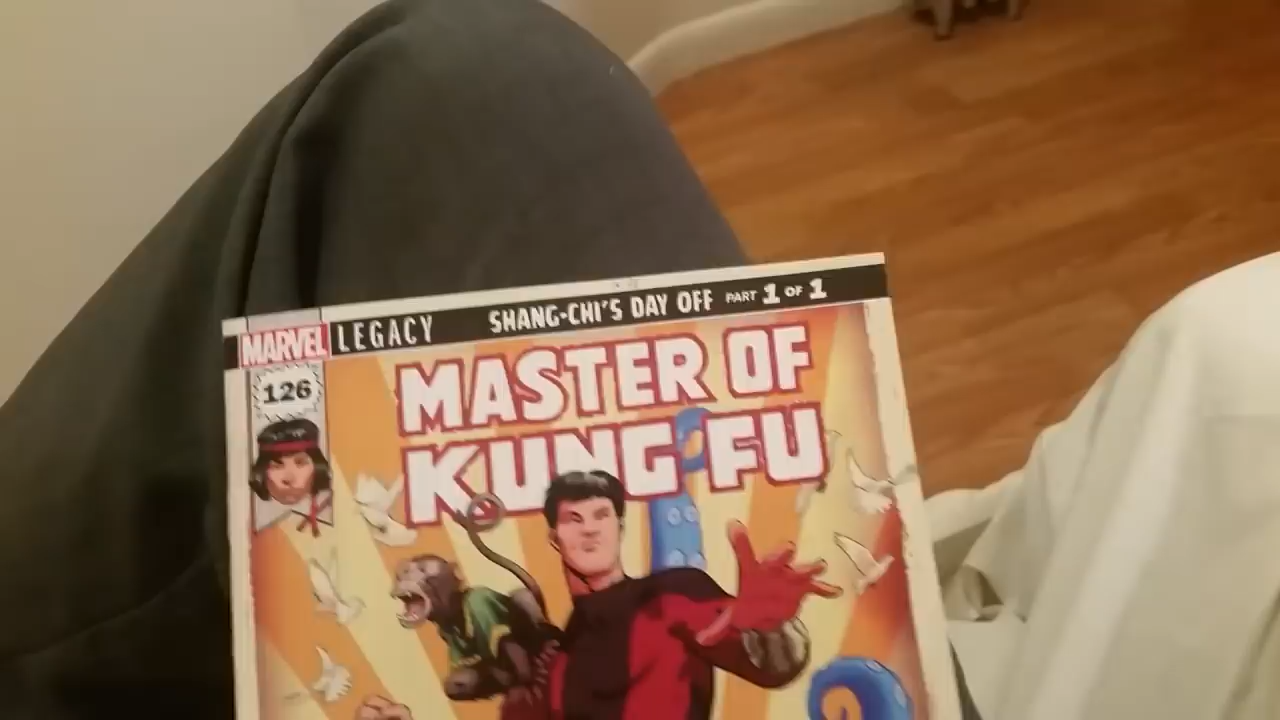 MARVEL LEGACY SHANG-CHI'S DAY OFF PART 1 OF 1
126
MASTER OF
KUNG FU